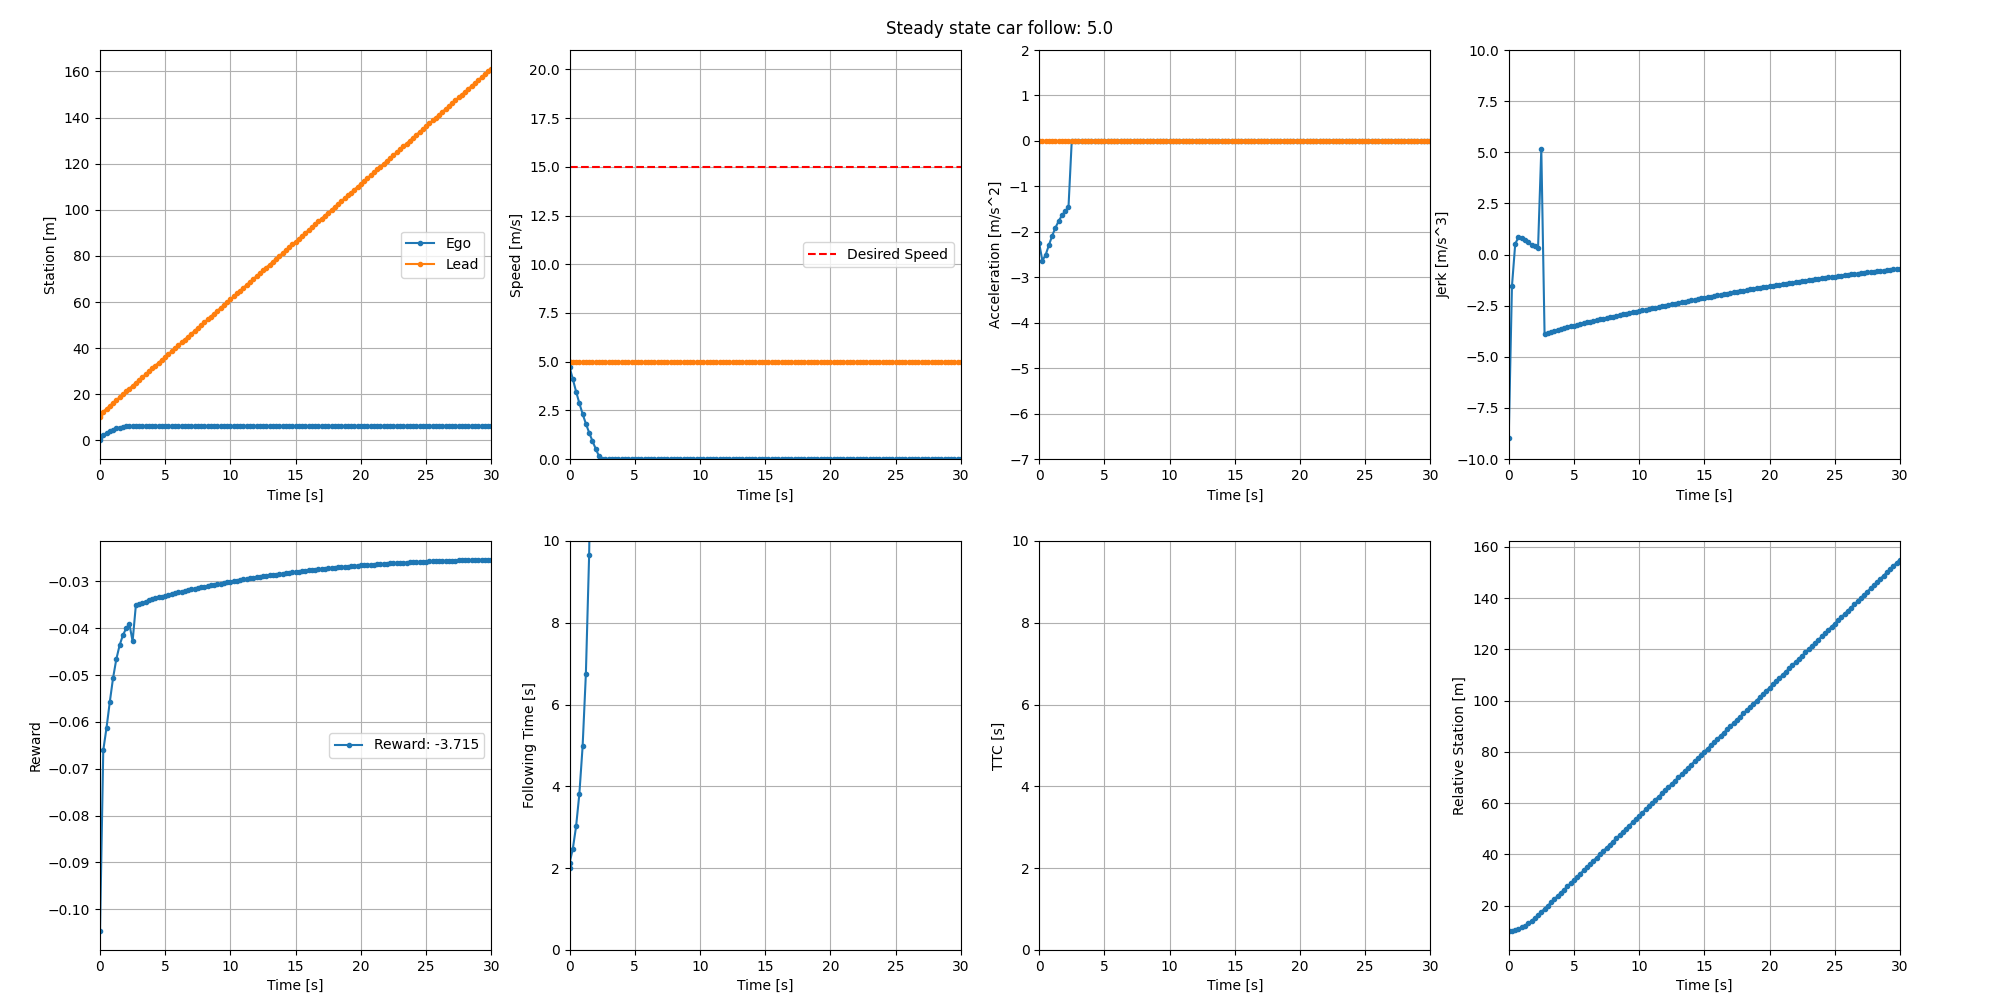 Steady state car follow: 5.0
Station [m]
160
140
120
100
80
60
40
20
0
Ego
Lead
0 5 10 15 20 25 30
Time [s]
Speed [m/s]
20.0
17.5
15.0
12.5
10.0
7.5
5.0
2.5
0.0
Desired Speed
0 5 10 15 20 25 30
Time [s]
Acceleration [m/s^2]
2
1
0
−1
−2
−3
−4
−5
−6
−7
0 5 10 15 20 25 30
Time [s]
Jerk [m/s^3]
10.0
7.5
5.0
2.5
0.0
−2.5
−5.0
−7.5
−10.0
0 5 10 15 20 25 30
Time [s]
Reward
−0.03
−0.04
−0.05
−0.06
−0.07
−0.08
−0.09
−0.10
Reward: -3.715
0 5 10 15 20 25 30
Time [s]
Following Time [s]
10
8
6
4
2
0
0 5 10 15 20 25 30
Time [s]
TTC [s]
10
8
6
4
2
0
0 5 10 15 20 25 30
Time [s]
Relative Station [m]
160
140
120
100
80
60
40
20
0 5 10 15 20 25 30
Time [s]